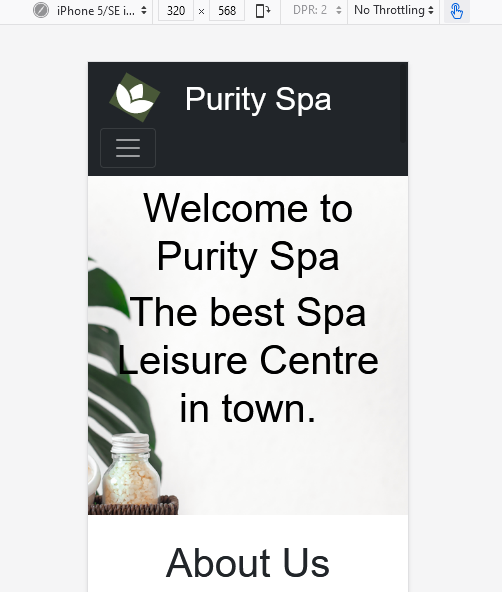 iPhone 5/SE i... 320 × 568 DPR: 2 No Throttling
Purity Spa
Welcome to
Purity Spa
The best Spa
Leisure Centre
in town.
About Us